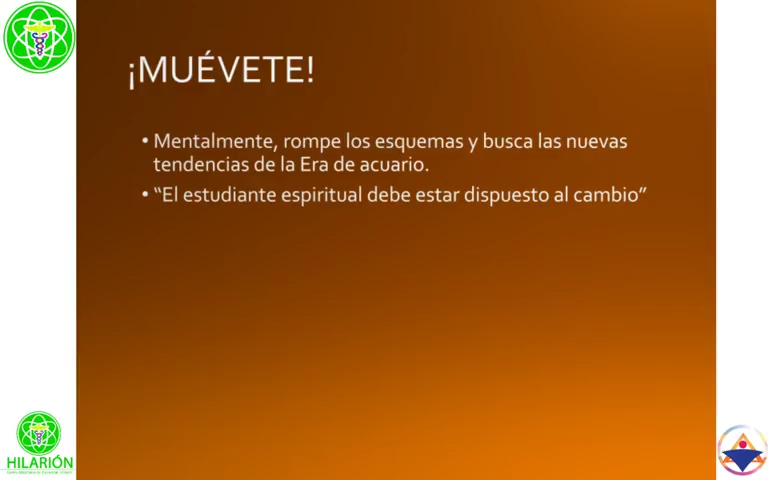 ¡MUÉVETE!
• Mentalmente, rompe los esquemas y busca las nuevas
tendencias de la Era de acuario.
• “El estudiante espiritual debe estar dispuesto al cambio”
HILARIÓN